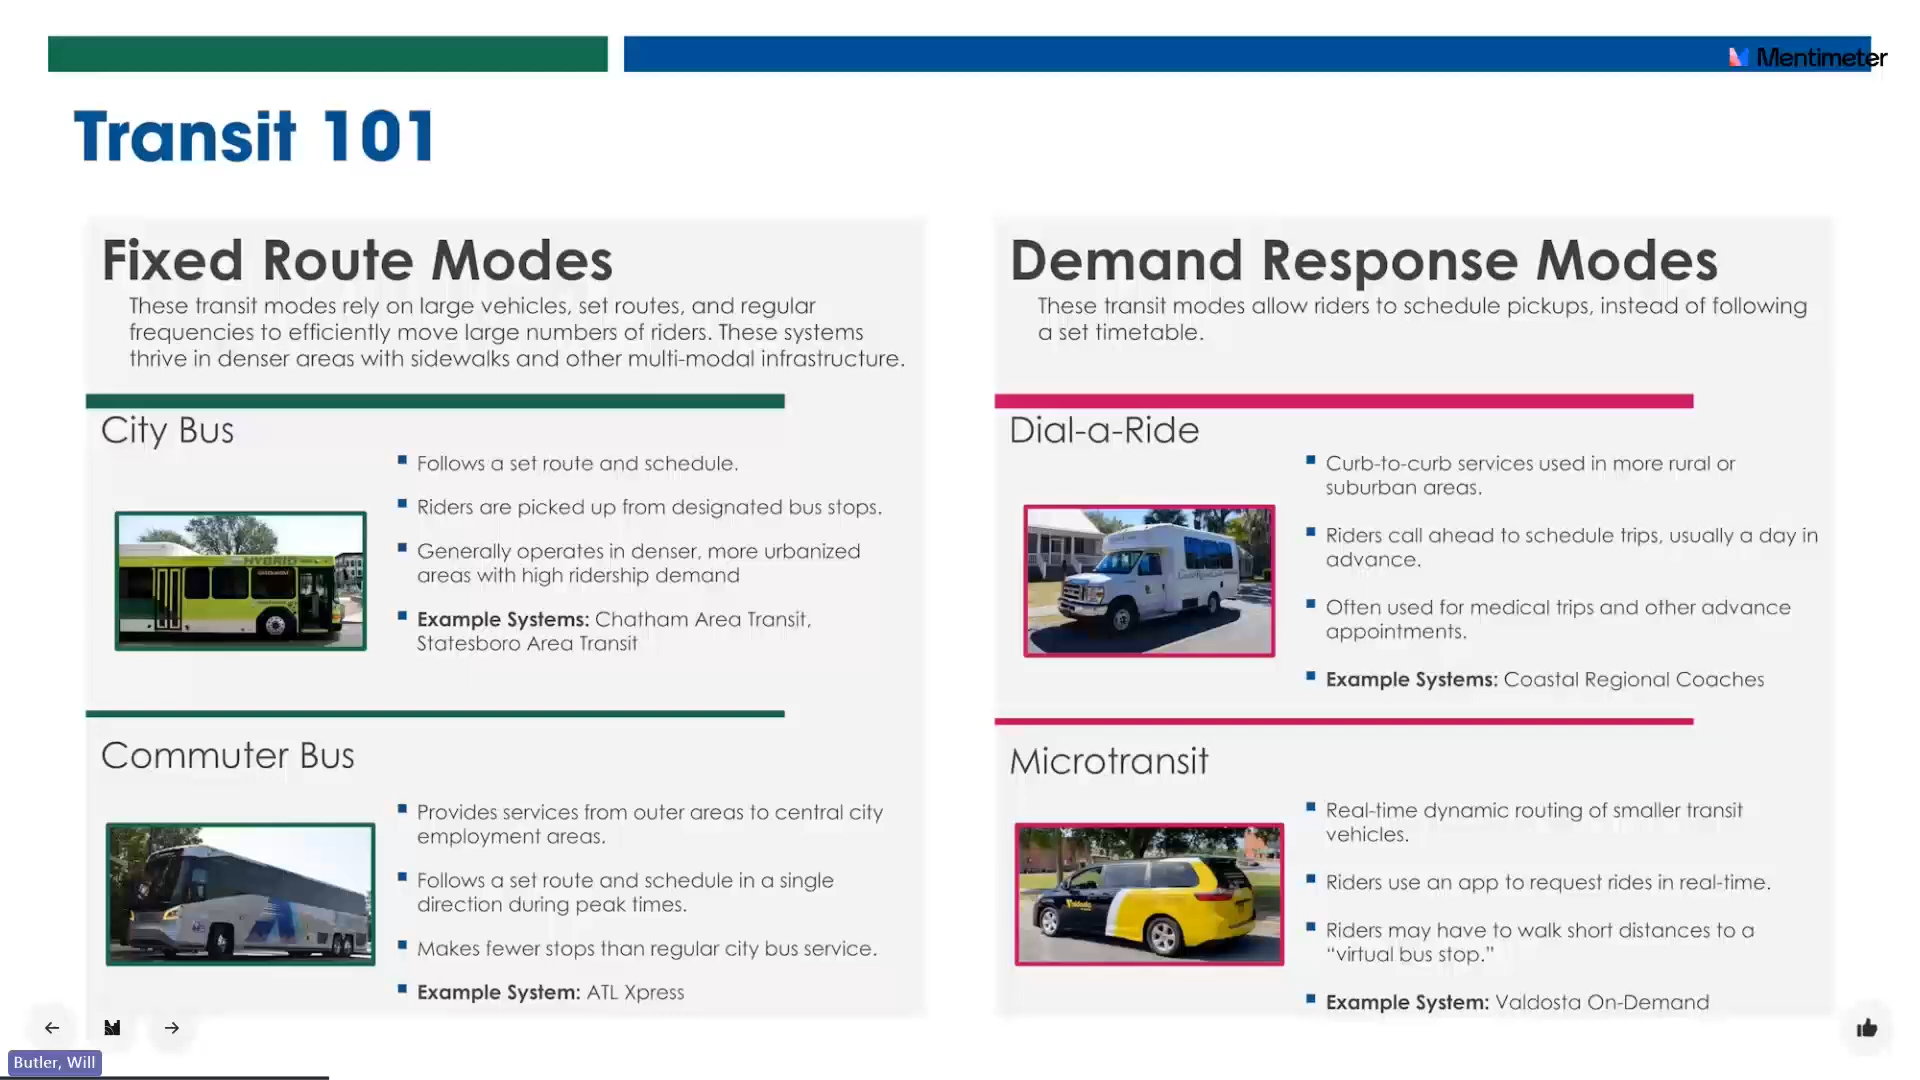 Mentimeter
Transit 101
Fixed Route Modes
These transit modes rely on large vehicles, set routes, and regular
frequencies to efficiently move large numbers of riders. These systems
thrive in denser areas with sidewalks and other multi-modal infrastructure.
City Bus
Follows a set route and schedule.
Riders are picked up from designated bus stops.
Generally operates in denser, more urbanized
areas with high ridership demand
Example Systems: Chatham Area Transit,
Statesboro Area Transit
HYBRID
Commuter Bus
Provides services from outer areas to central city
employment areas.
Follows a set route and schedule in a single
direction during peak times.
Makes fewer stops than regular city bus service.
Example System: ATL Xpress
Demand Response Modes
These transit modes allow riders to schedule pickups, instead of following
a set timetable.
Dial-a-Ride
Curb-to-curb services used in more rural or
suburban areas.
Riders call ahead to schedule trips, usually a day in
advance.
Often used for medical trips and other advance
appointments.
Example Systems: Coastal Regional Coaches
Microtransit
Real-time dynamic routing of smaller transit
vehicles.
Riders use an app to request rides in real-time.
Riders may have to walk short distances to a
“virtual bus stop.”
Example System: Valdosta On-Demand
Butler, Will